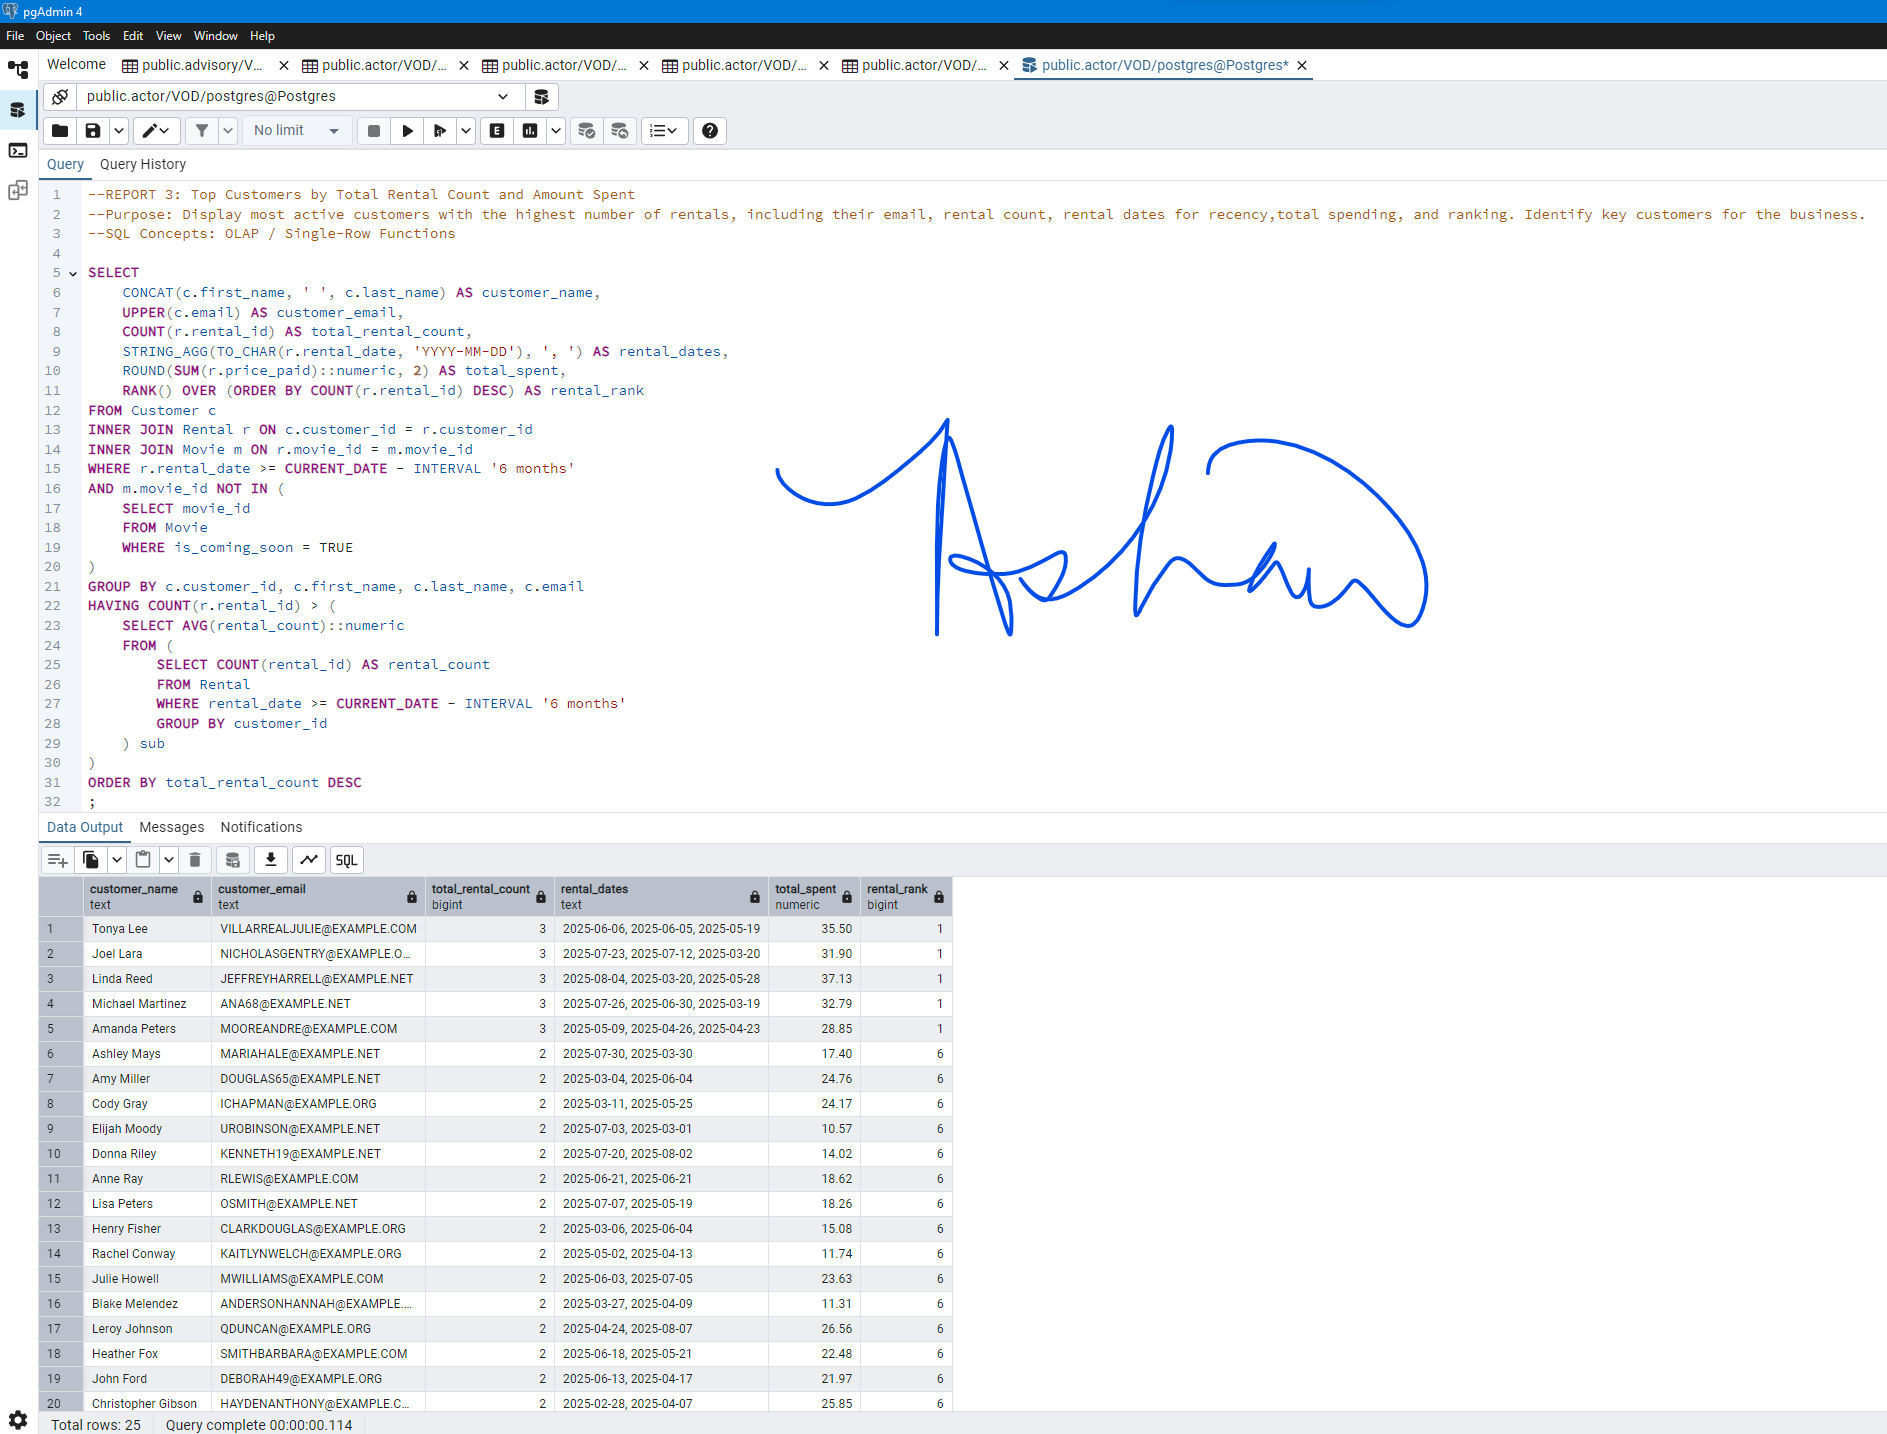 pgAdmin 4
File Object Tools Edit View Window Help
Welcome public.advisory/V... public.actor/VOD/... public.actor/VOD/... public.actor/VOD/... public.actor/VOD/... public.actor/VOD/postgres@Postgres*
public.actor/VOD/postgres@Postgres
No limit
Query Query History
1 --REPORT 3: Top Customers by Total Rental Count and Amount Spent
2 --Purpose: Display most active customers with the highest number of rentals, including their email, rental count, rental dates for recency,total spending, and ranking. Identify key customers for the business.
3 --SQL Concepts: OLAP / Single-Row Functions
4
5 SELECT
6 CONCAT(c.first_name, ' ', c.last_name) AS customer_name,
7 UPPER(c.email) AS customer_email,
8 COUNT(r.rental_id) AS total_rental_count,
9 STRING_AGG(TO_CHAR(r.rental_date, 'YYYY-MM-DD'), ', ') AS rental_dates,
10 ROUND(SUM(r.price_paid)::numeric, 2) AS total_spent,
11 RANK() OVER (ORDER BY COUNT(r.rental_id) DESC) AS rental_rank
12 FROM Customer c
13 INNER JOIN Rental r ON c.customer_id = r.customer_id
14 INNER JOIN Movie m ON r.movie_id = m.movie_id
15 WHERE r.rental_date >= CURRENT_DATE - INTERVAL '6 months'
16 AND m.movie_id NOT IN (
17 SELECT movie_id
18 FROM Movie
19 WHERE is_coming_soon = TRUE
20 )
21 GROUP BY c.customer_id, c.first_name, c.last_name, c.email
22 HAVING COUNT(r.rental_id) > (
23 SELECT AVG(rental_count)::numeric
24 FROM (
25 SELECT COUNT(rental_id) AS rental_count
26 FROM Rental
27 WHERE rental_date >= CURRENT_DATE - INTERVAL '6 months'
28 GROUP BY customer_id
29 ) sub
30 )
31 ORDER BY total_rental_count DESC
32 ;
Data Output Messages Notifications
SQL
customer_name customer_email total_rental_count rental_dates total_spent rental_rank
text text bigint text numeric bigint
1 Tonya Lee VILLARREALJULIE@EXAMPLE.COM 3 2025-06-06, 2025-06-05, 2025-05-19 35.50 1
2 Joel Lara NICHOLASGENTRY@EXAMPLE.O... 3 2025-07-23, 2025-07-12, 2025-03-20 31.90 1
3 Linda Reed JEFFREYHARRELL@EXAMPLE.NET 3 2025-08-04, 2025-03-20, 2025-05-28 37.13 1
4 Michael Martinez ANA68@EXAMPLE.NET 3 2025-07-26, 2025-06-30, 2025-03-19 32.79 1
5 Amanda Peters MOOREANDRE@EXAMPLE.COM 3 2025-05-09, 2025-04-26, 2025-04-23 28.85 1
6 Ashley Mays MARIAHALE@EXAMPLE.NET 2 2025-07-30, 2025-03-30 17.40 6
7 Amy Miller DOUGLAS65@EXAMPLE.NET 2 2025-03-04, 2025-06-04 24.76 6
8 Cody Gray ICHAPMAN@EXAMPLE.ORG 2 2025-03-11, 2025-05-25 24.17 6
9 Elijah Moody UROBINSON@EXAMPLE.NET 2 2025-07-03, 2025-03-01 10.57 6
10 Donna Riley KENNETH19@EXAMPLE.NET 2 2025-07-20, 2025-08-02 14.02 6
11 Anne Ray RLEWIS@EXAMPLE.COM 2 2025-06-21, 2025-06-21 18.62 6
12 Lisa Peters OSMITH@EXAMPLE.NET 2 2025-07-07, 2025-05-19 18.26 6
13 Henry Fisher CLARKDOUGLAS@EXAMPLE.ORG 2 2025-03-06, 2025-06-04 15.08 6
14 Rachel Conway KAITLYNWELCH@EXAMPLE.ORG 2 2025-05-02, 2025-04-13 11.74 6
15 Julie Howell MWILLIAMS@EXAMPLE.COM 2 2025-06-03, 2025-07-05 23.63 6
16 Blake Melendez ANDERSONHANNAH@EXAMPLE.... 2 2025-03-27, 2025-04-09 11.31 6
17 Leroy Johnson QDUNCAN@EXAMPLE.ORG 2 2025-04-24, 2025-08-07 26.56 6
18 Heather Fox SMITHBARBARA@EXAMPLE.COM 2 2025-06-18, 2025-05-21 22.48 6
19 John Ford DEBORAH49@EXAMPLE.ORG 2 2025-06-13, 2025-04-17 21.97 6
20 Christopher Gibson HAYDENANTHONY@EXAMPLE.C... 2 2025-02-28, 2025-04-07 25.85 6
Total rows: 25 Query complete 00:00:00.114